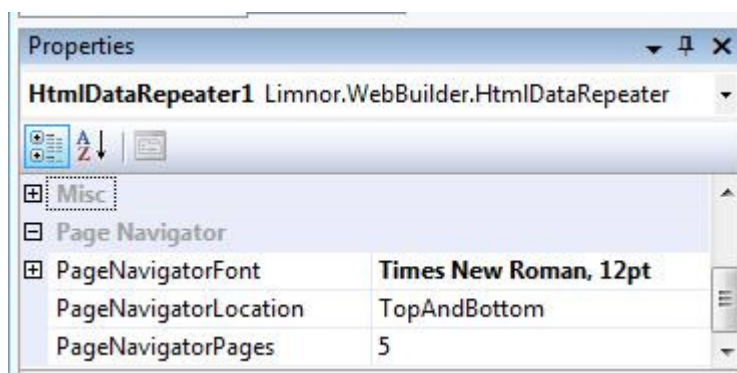 Properties
HtmlDataRepeater1 Limnor.WebBuilder.HtmlDataRepeater
A
Z
Misc
Page Navigator
PageNavigatorFont Times New Roman, 12pt
PageNavigatorLocation TopAndBottom
PageNavigatorPages 5